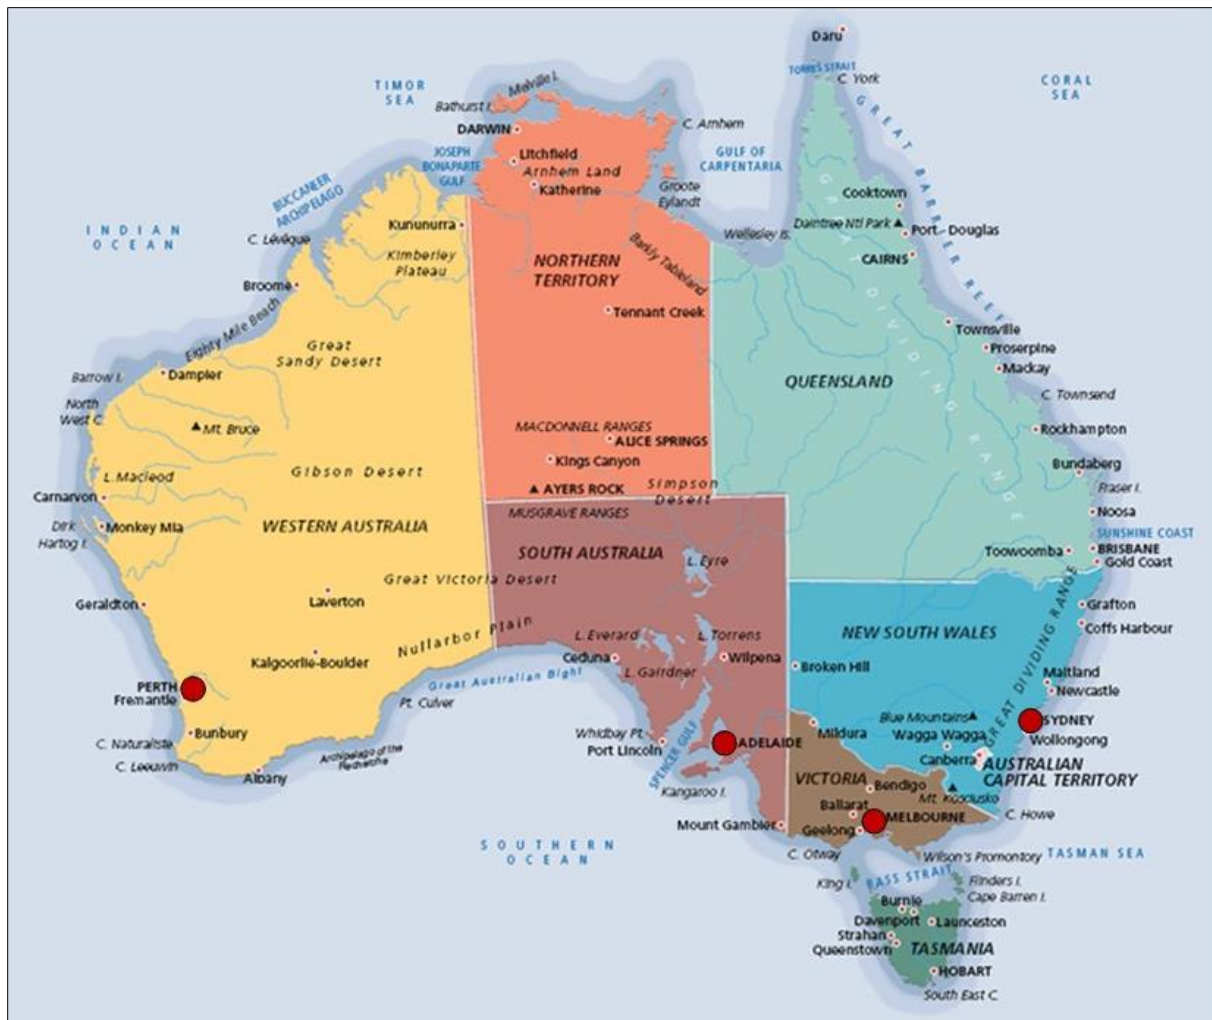 Daru
TORRES STRAIT
C. York
CORAL
SEA
TIMOR
SEA
Melville I.
Bathurst I.
DARWIN
C. Arnhem
GREAT BARRIER REEF
JOSEPH
BONAPARTE
GULF
Litchfield
Arnhem Land
Katherine
GULF OF
CARPENTARIA
Groote
Eylandt
BUCCANEER
ARCHIPELAGO
Cooktown
Daintree Ntl Park
Port Douglas
INDIAN
OCEAN
C. Lévêque
Kununurra
Kimberley
Plateau
NORTHERN
TERRITORY
Barkly Tableland
Wellesley Is.
CAIRNS
GREAT DIVIDING RANGE
Broome
Eighty Mile Beach
Tennant Creek
Townsville
Proserpine
Mackay
Great
Sandy Desert
Barrow I.
Dampier
QUEENSLAND
C. Townsend
North
West C.
Mt. Bruce
MACDONNELL RANGES
ALICE SPRINGS
Kings Canyon
Rockhampton
Bundaberg
Fraser I.
L. Macleod
Gibson Desert
AYERS ROCK
Simpson
Desert
Carnarvon
Monkey Mia
Dirk
Hartog I.
WESTERN AUSTRALIA
MUSGRAVE RANGES
Noosa
SUNSHINE COAST
SOUTH AUSTRALIA
L. Eyre
Toowoomba
BRISBANE
Gold Coast
Great Victoria Desert
Geraldton
Laverton
Nullarbor Plain
Grafton
Coffs Harbour
NEW SOUTH WALES
GREAT DIVIDING RANGE
L. Everard
L. Torrens
Kalgoorlie-Boulder
Ceduna
Wilpena
Broken Hill
L. Gairdner
Great Australian Bight
Maitland
Newcastle
PERTH
Fremantle
Pt. Culver
Blue Mountains
SYDNEY
Wollongong
Whidbay Pt.
Port Lincoln
SPENCER GULF
ADELAIDE
Mildura
Wagga Wagga
Canberra
AUSTRALIAN
CAPITAL TERRITORY
Bunbury
C. Naturaliste
C. Leeuwin
Albany
Archipelago of the
Recherche
Kangaroo I.
VICTORIA
Bendigo
Mt. Kosciusko
Ballarat
MELBOURNE
C. Howe
Mount Gambier
Geelong
SOUTHERN
OCEAN
C. Otway
Wilson's Promontory
TASMAN SEA
King I.
BASS STRAIT
Flinders I.
Cape Barren I.
Burnie
Davenport
Launceston
Strahan
Queenstown
TASMANIA
HOBART
South East C.